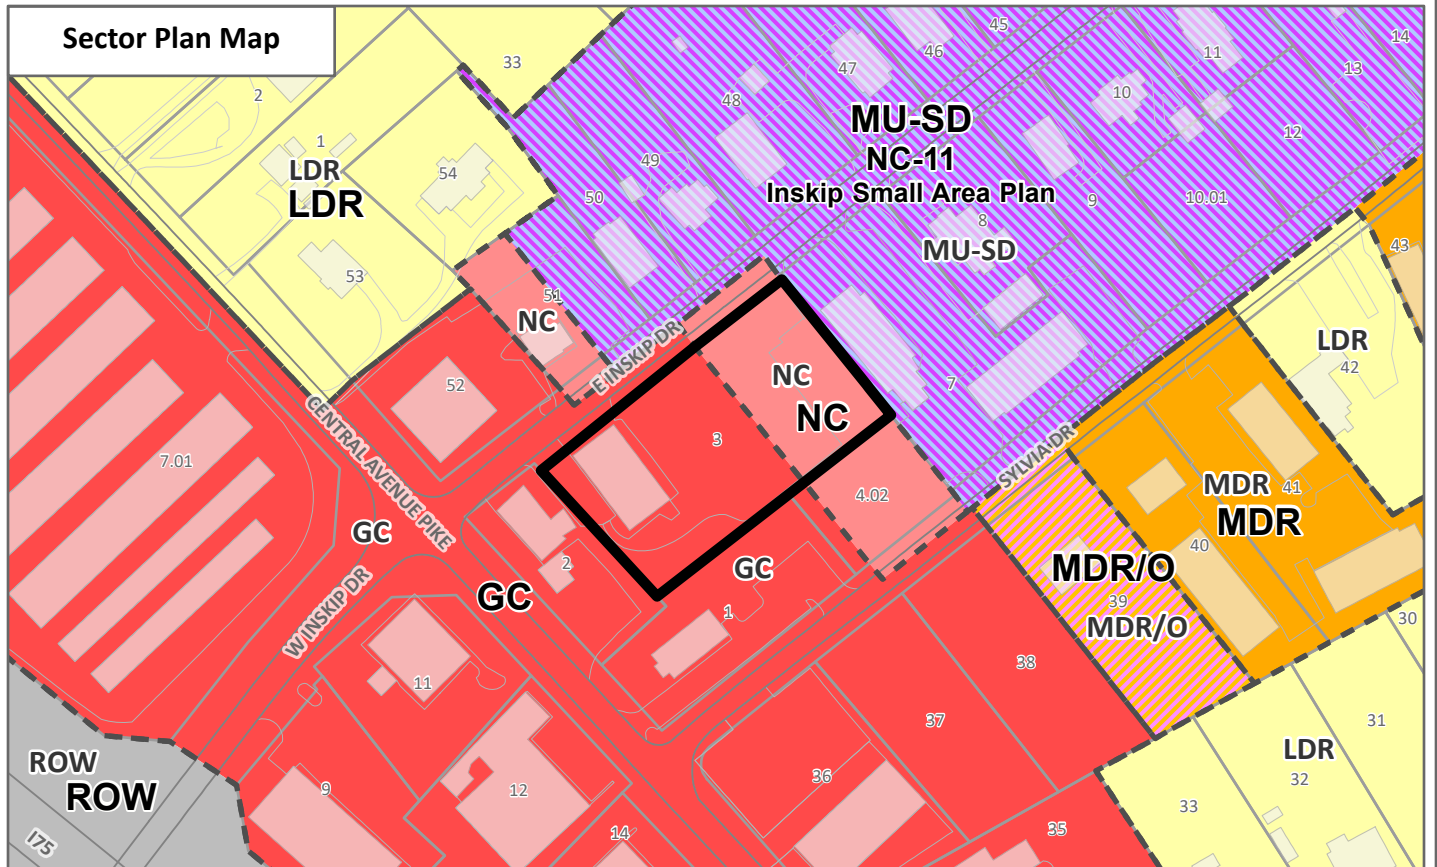 Sector Plan Map
33
45
46
47
48
49
50
11
10
12
13
14
MU-SD
NC-11
Inskip Small Area Plan
8
9
10.01
MU-SD
2
1
LDR
LDR
54
53
51
NC
43
LDR
42
E INSKIP DR
NC
NC
7
52
3
4.02
SYLVIA DR
CENTRAL AVENUE PIKE
7.01
GC
MDR
41
MDR
40
2
GC
GC
1
MDR/O
39
MDR/O
W INSKIP DR
11
38
37
30
31
LDR
32
33
ROW
ROW
I75
9
12
14
36
35